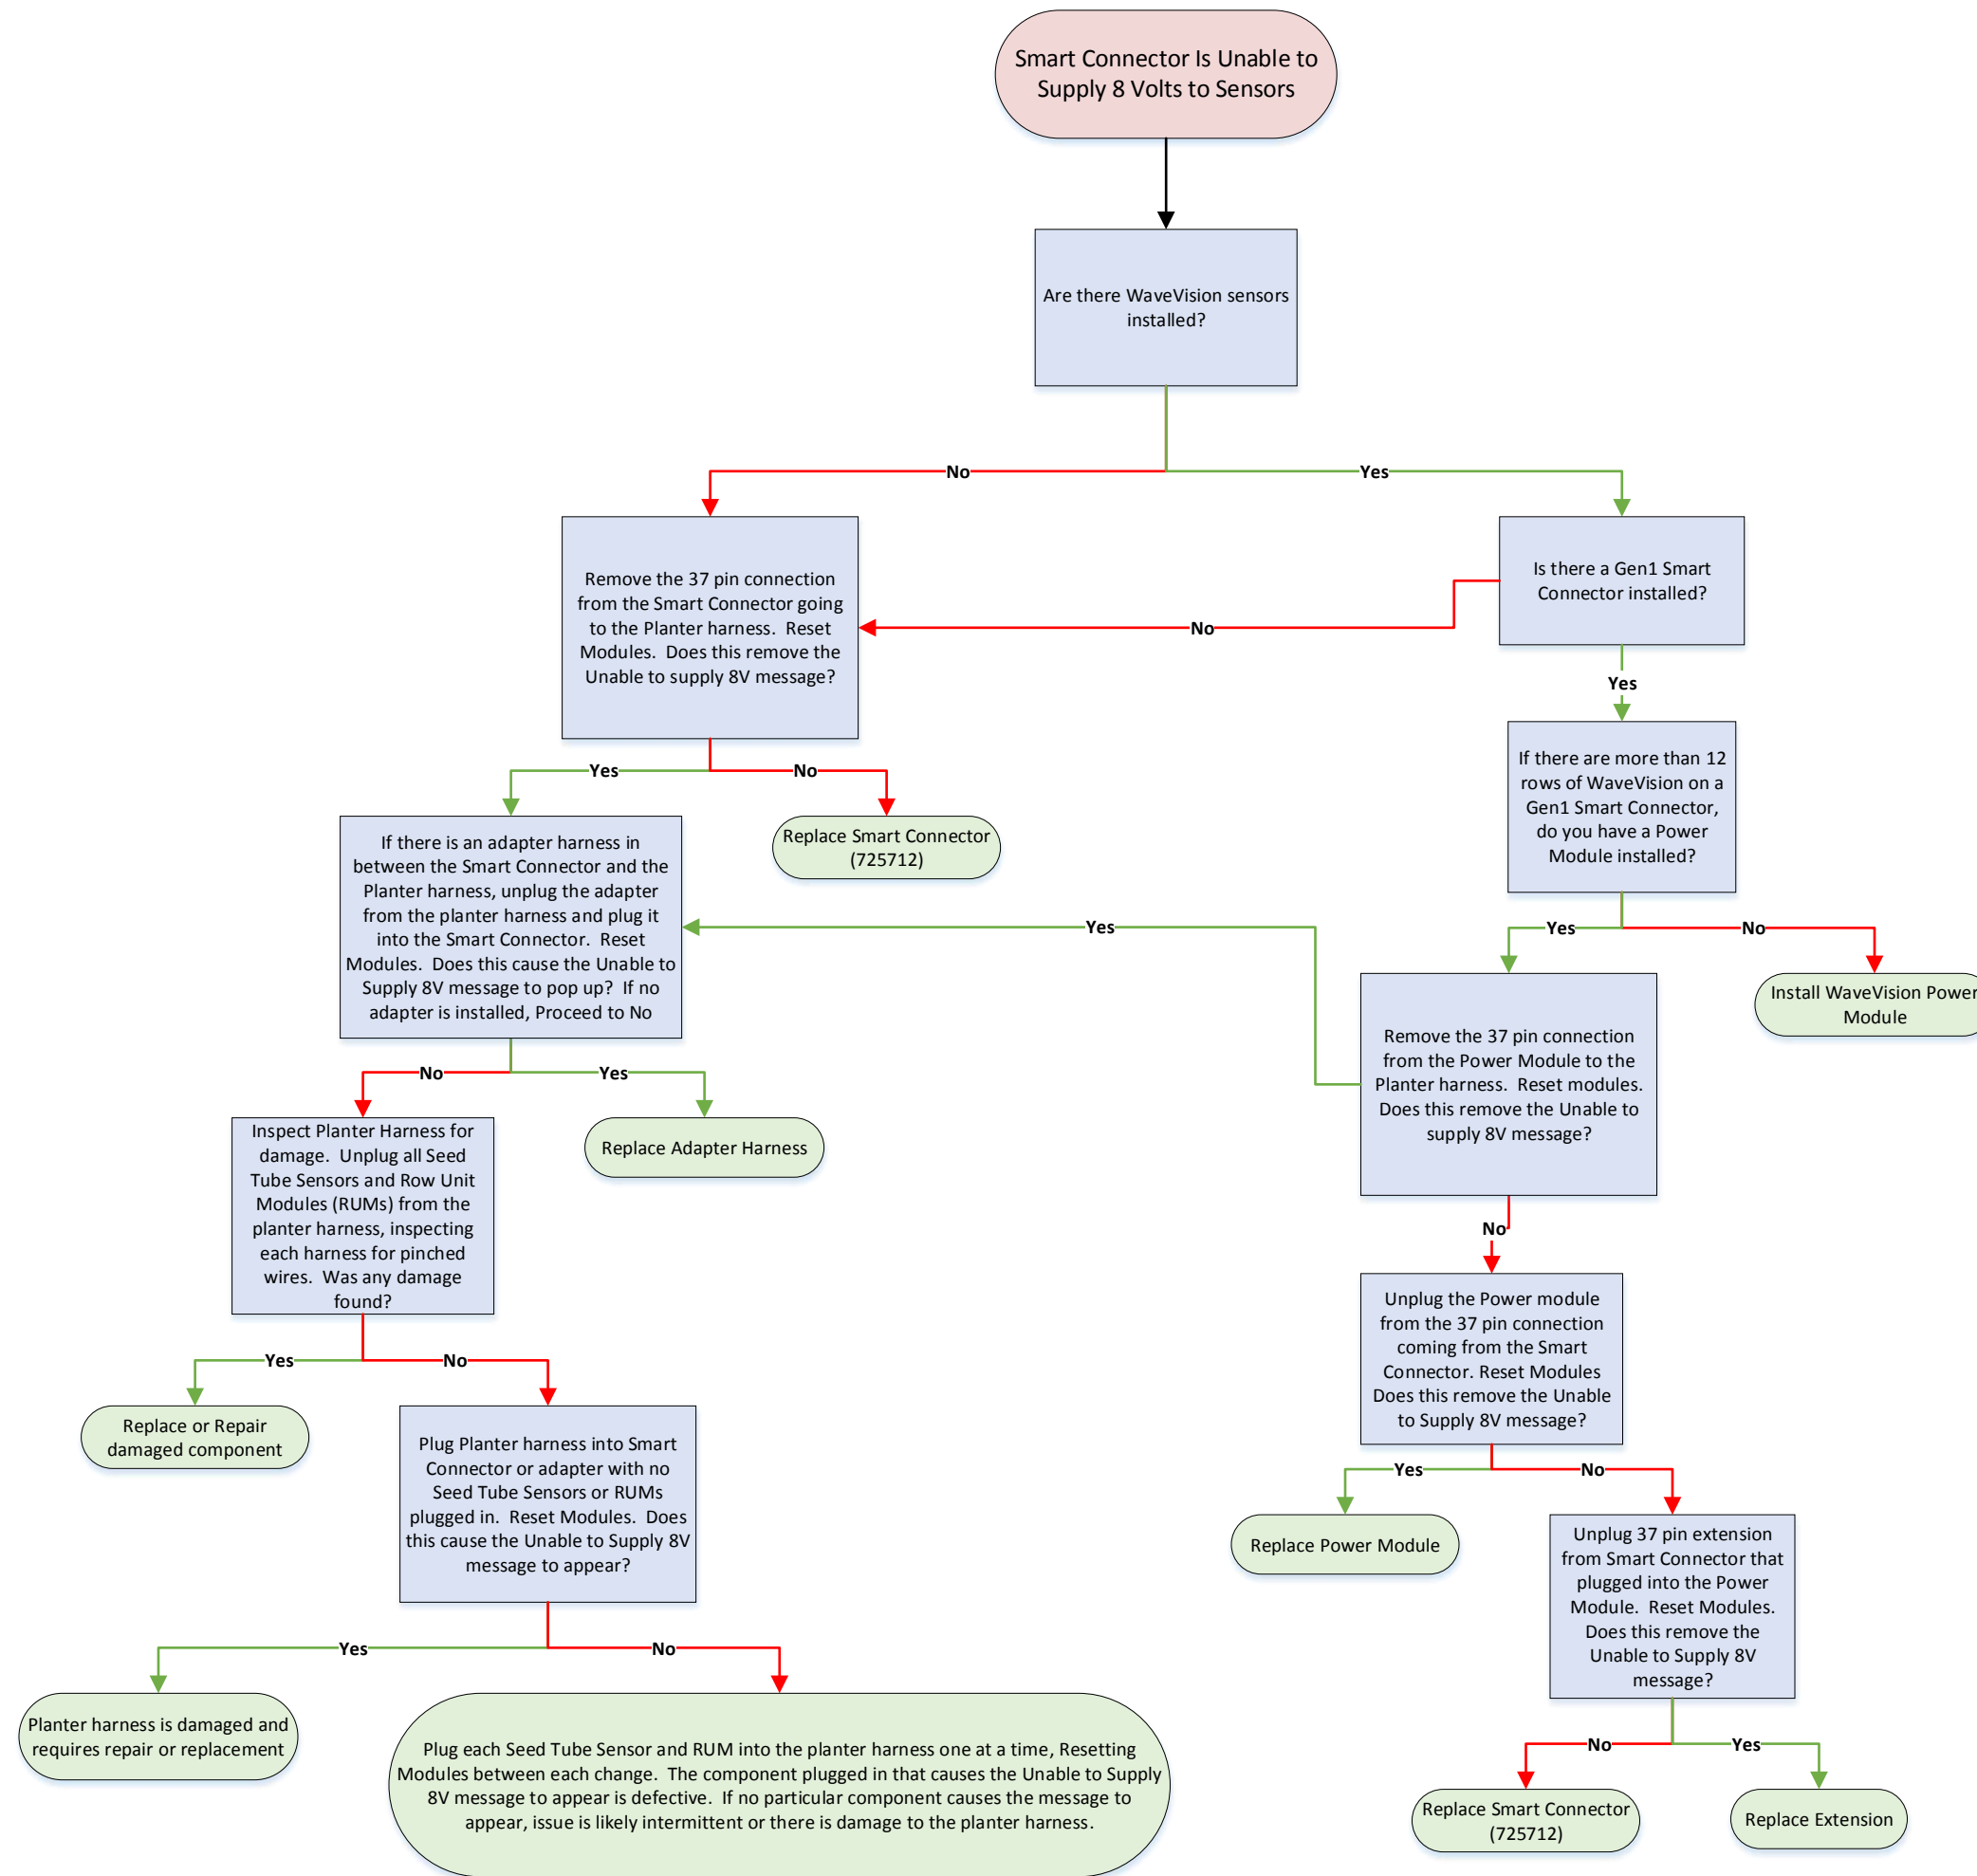 Smart Connector Is Unable to
Supply 8 Volts to Sensors
Are there WaveVision sensors
installed?
No
Yes
Remove the 37 pin connection
from the Smart Connector going
to the Planter harness.  Reset
Modules.  Does this remove the
Unable to supply 8V message?
Is there a Gen1 Smart
Connector installed?
No
Yes
If there are more than 12
rows of WaveVision on a
Gen1 Smart Connector,
do you have a Power
Module installed?
Yes
No
Replace Smart Connector
(725712)
If there is an adapter harness in
between the Smart Connector and the
Planter harness, unplug the adapter
from the planter harness and plug it
into the Smart Connector.  Reset
Modules.  Does this cause the Unable to
Supply 8V message to pop up?  If no
adapter is installed, Proceed to No
Yes
Yes
No
Install WaveVision Power
Module
Remove the 37 pin connection
from the Power Module to the
Planter harness.  Reset modules.
Does this remove the Unable to
supply 8V message?
No
Yes
Replace Adapter Harness
Inspect Planter Harness for
damage.  Unplug all Seed
Tube Sensors and Row Unit
Modules (RUMs) from the
planter harness, inspecting
each harness for pinched
wires.  Was any damage
found?
No
Unplug the Power module
from the 37 pin connection
coming from the Smart
Connector. Reset Modules
Does this remove the Unable
to Supply 8V message?
Yes
No
Replace or Repair
damaged component
Plug Planter harness into Smart
Connector or adapter with no
Seed Tube Sensors or RUMs
plugged in.  Reset Modules.  Does
this cause the Unable to Supply 8V
message to appear?
Yes
No
Replace Power Module
Unplug 37 pin extension
from Smart Connector that
plugged into the Power
Module.  Reset Modules.
Does this remove the
Unable to Supply 8V
message?
Yes
No
Planter harness is damaged and
requires repair or replacement
Plug each Seed Tube Sensor and RUM into the planter harness one at a time, Resetting
Modules between each change.  The component plugged in that causes the Unable to Supply
8V message to appear is defective.  If no particular component causes the message to
appear, issue is likely intermittent or there is damage to the planter harness.
No
Yes
Replace Smart Connector
(725712)
Replace Extension